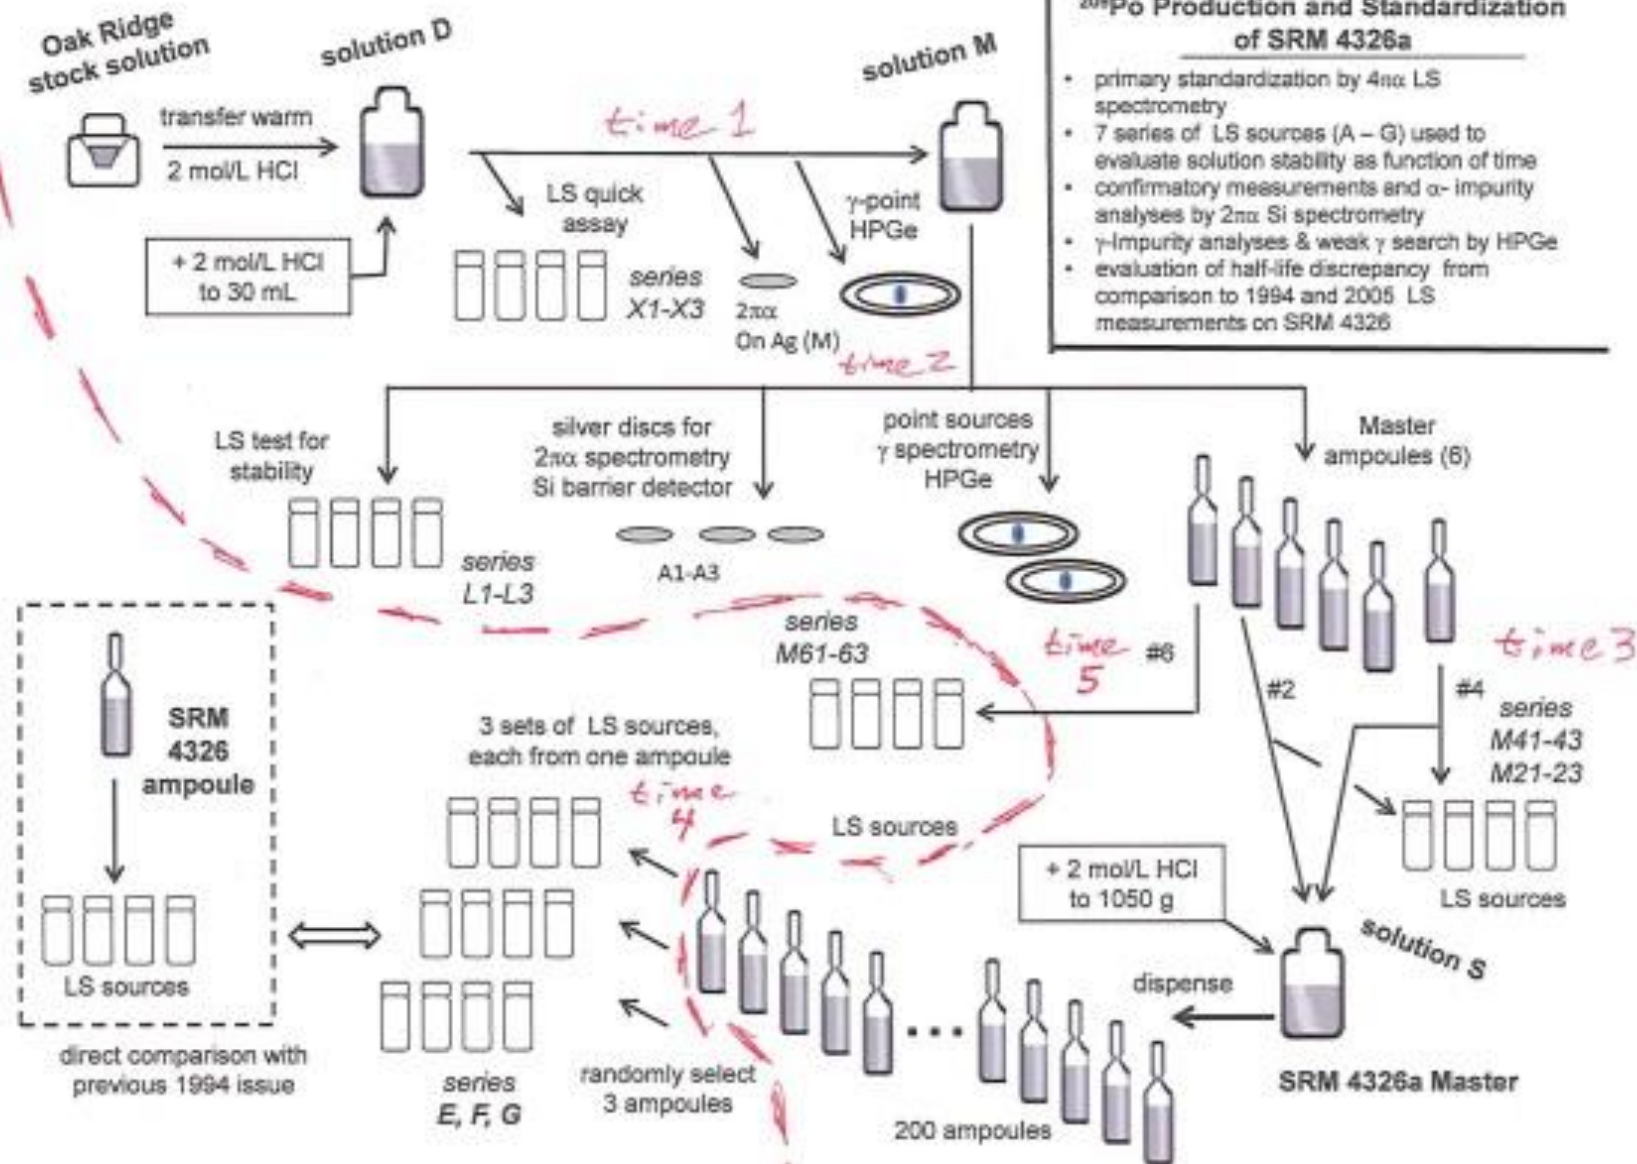 Oak Ridge
stock solution
solution D
transfer warm
2 mol/L HCl
+ 2 mol/L HCl
to 30 mL
time 1
solution M
LS quick
assay
series
X1-X3
2πα
On Ag (M)
γ-point
HPGe
time 2
²⁰⁹Po Production and Standardization
of SRM 4326a
• primary standardization by 4πα LS
spectrometry
• 7 series of LS sources (A – G) used to
evaluate solution stability as function of time
• confirmatory measurements and α- impurity
analyses by 2πα Si spectrometry
• γ-Impurity analyses & weak γ search by HPGe
• evaluation of half-life discrepancy from
comparison to 1994 and 2005 LS
measurements on SRM 4326
LS test for
stability
series
L1-L3
silver discs for
2πα spectrometry
Si barrier detector
A1-A3
point sources
γ spectrometry
HPGe
Master
ampoules (6)
time 3
series
M61-63
time
5
#6
#2
#4
series
M41-43
M21-23
LS sources
SRM
4326
ampoule
LS sources
direct comparison with
previous 1994 issue
3 sets of LS sources,
each from one ampoule
time
4
LS sources
+ 2 mol/L HCl
to 1050 g
solution S
dispense
SRM 4326a Master
series
E, F, G
randomly select
3 ampoules
200 ampoules